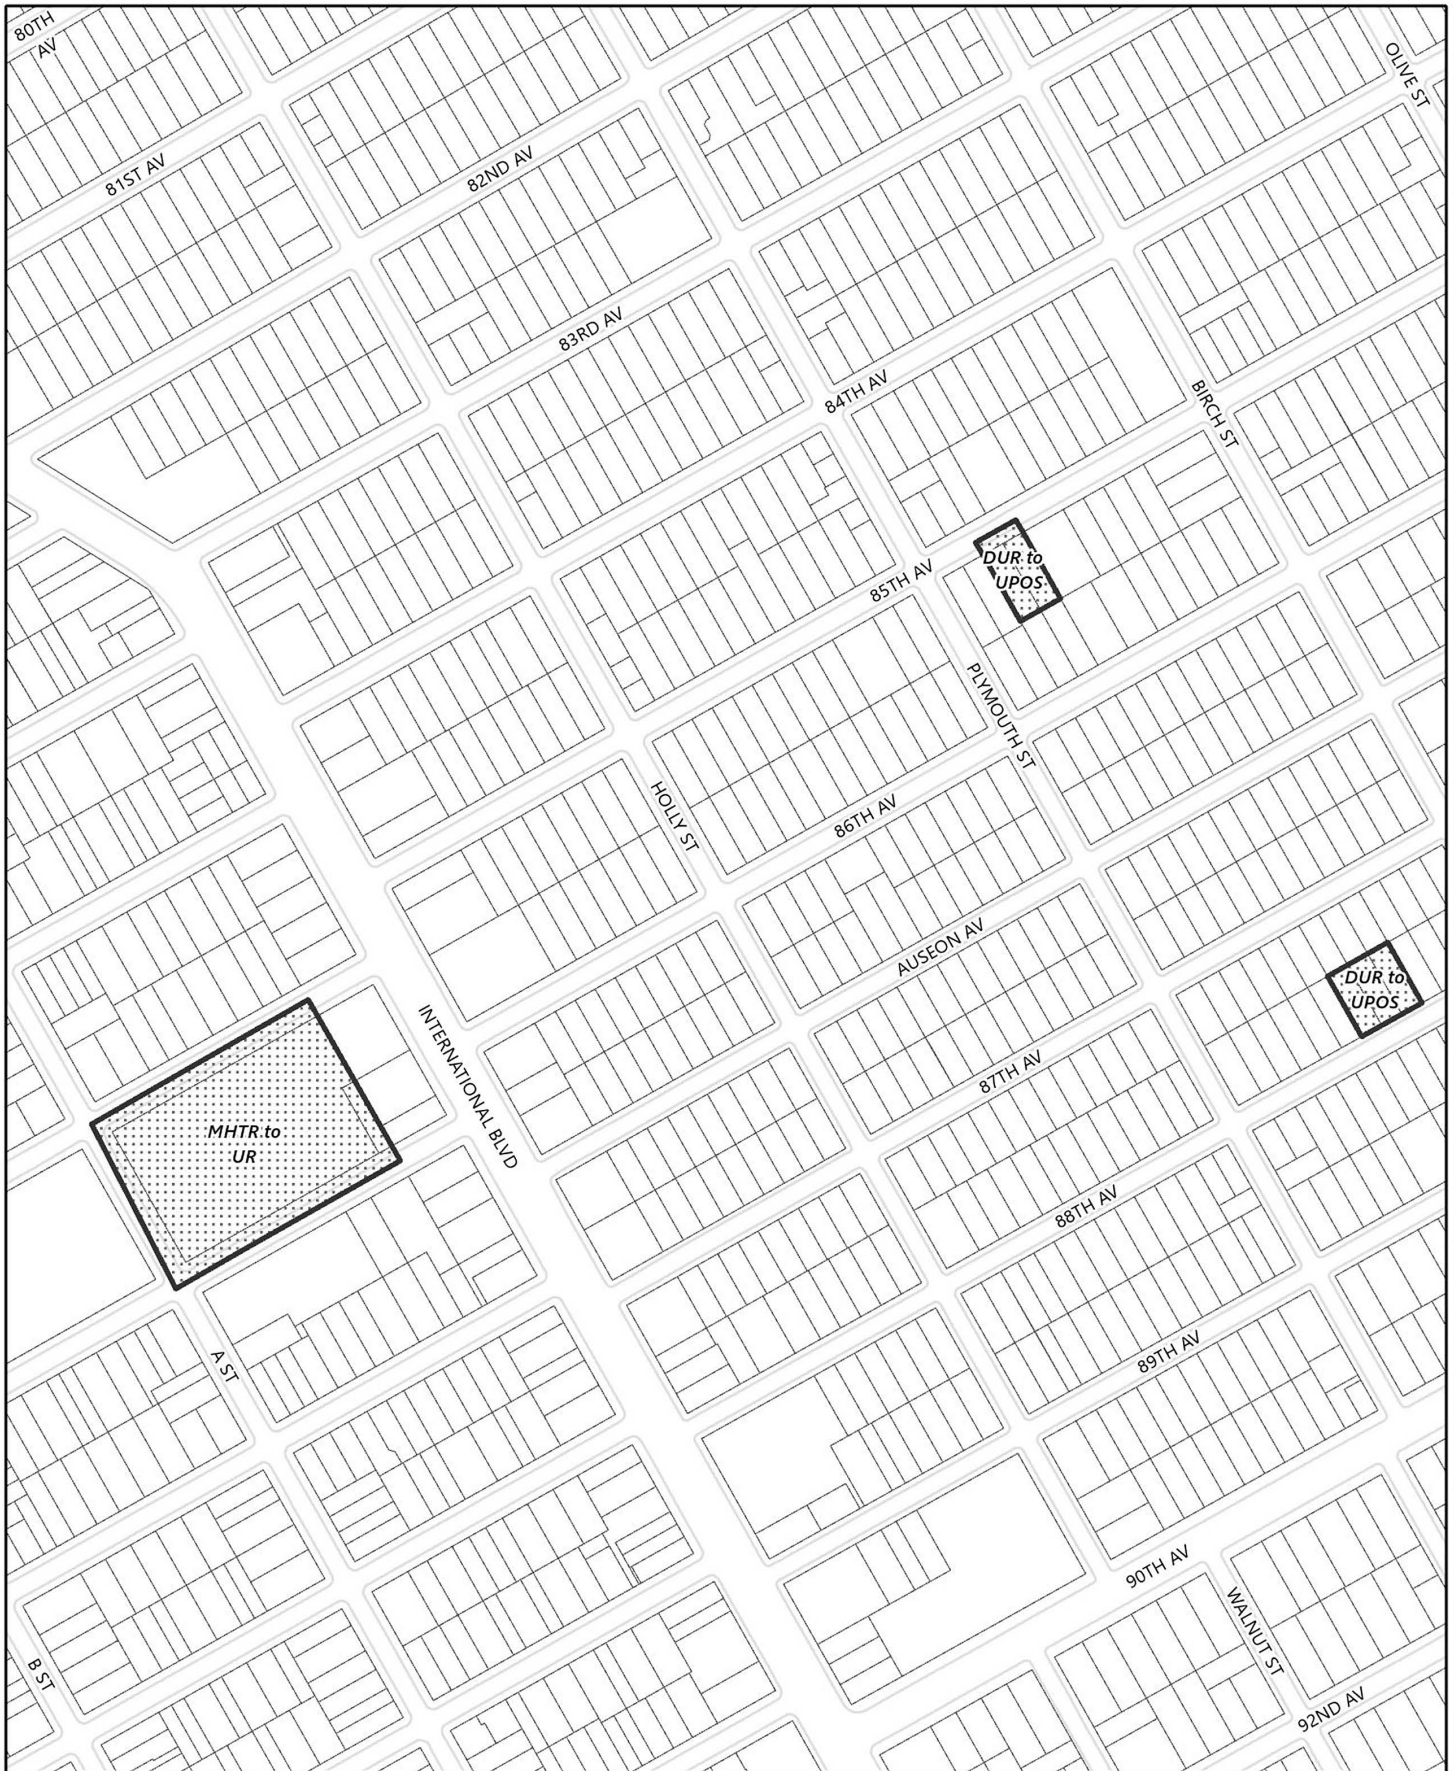 80TH
AV
OLIVE ST
81ST AV
82ND AV
83RD AV
84TH AV
BIRCH ST
85TH AV
DUR to
UPOS
PLYMOUTH ST
HOLLY ST
86TH AV
AUSEON AV
DUR to
UPOS
INTERNATIONAL BLVD
87TH AV
MHTR to
UR
88TH AV
A ST
89TH AV
90TH AV
WALNUT ST
B ST
92ND AV